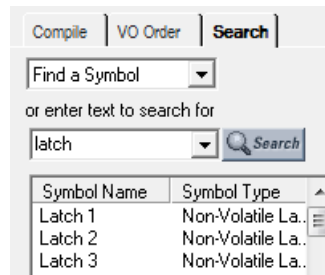 Compile VO Order Search
Find a Symbol
or enter text to search for
latch Search
Symbol Name Symbol Type
Latch 1 Non-Volatile La..
Latch 2 Non-Volatile La..
Latch 3 Non-Volatile La..